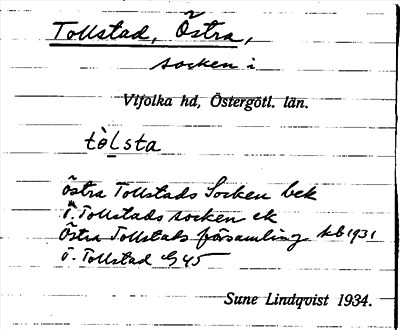 Tollstad, Östra,
socken i
Vifolka hd, Östergötl. län.
tòlsta
Östra Tollstads Socken bek
Ö. Tollstads socken ek
Östra Tollstads församling kb 1931
Ö. Tollstad G 45
Sune Lindqvist 1934.